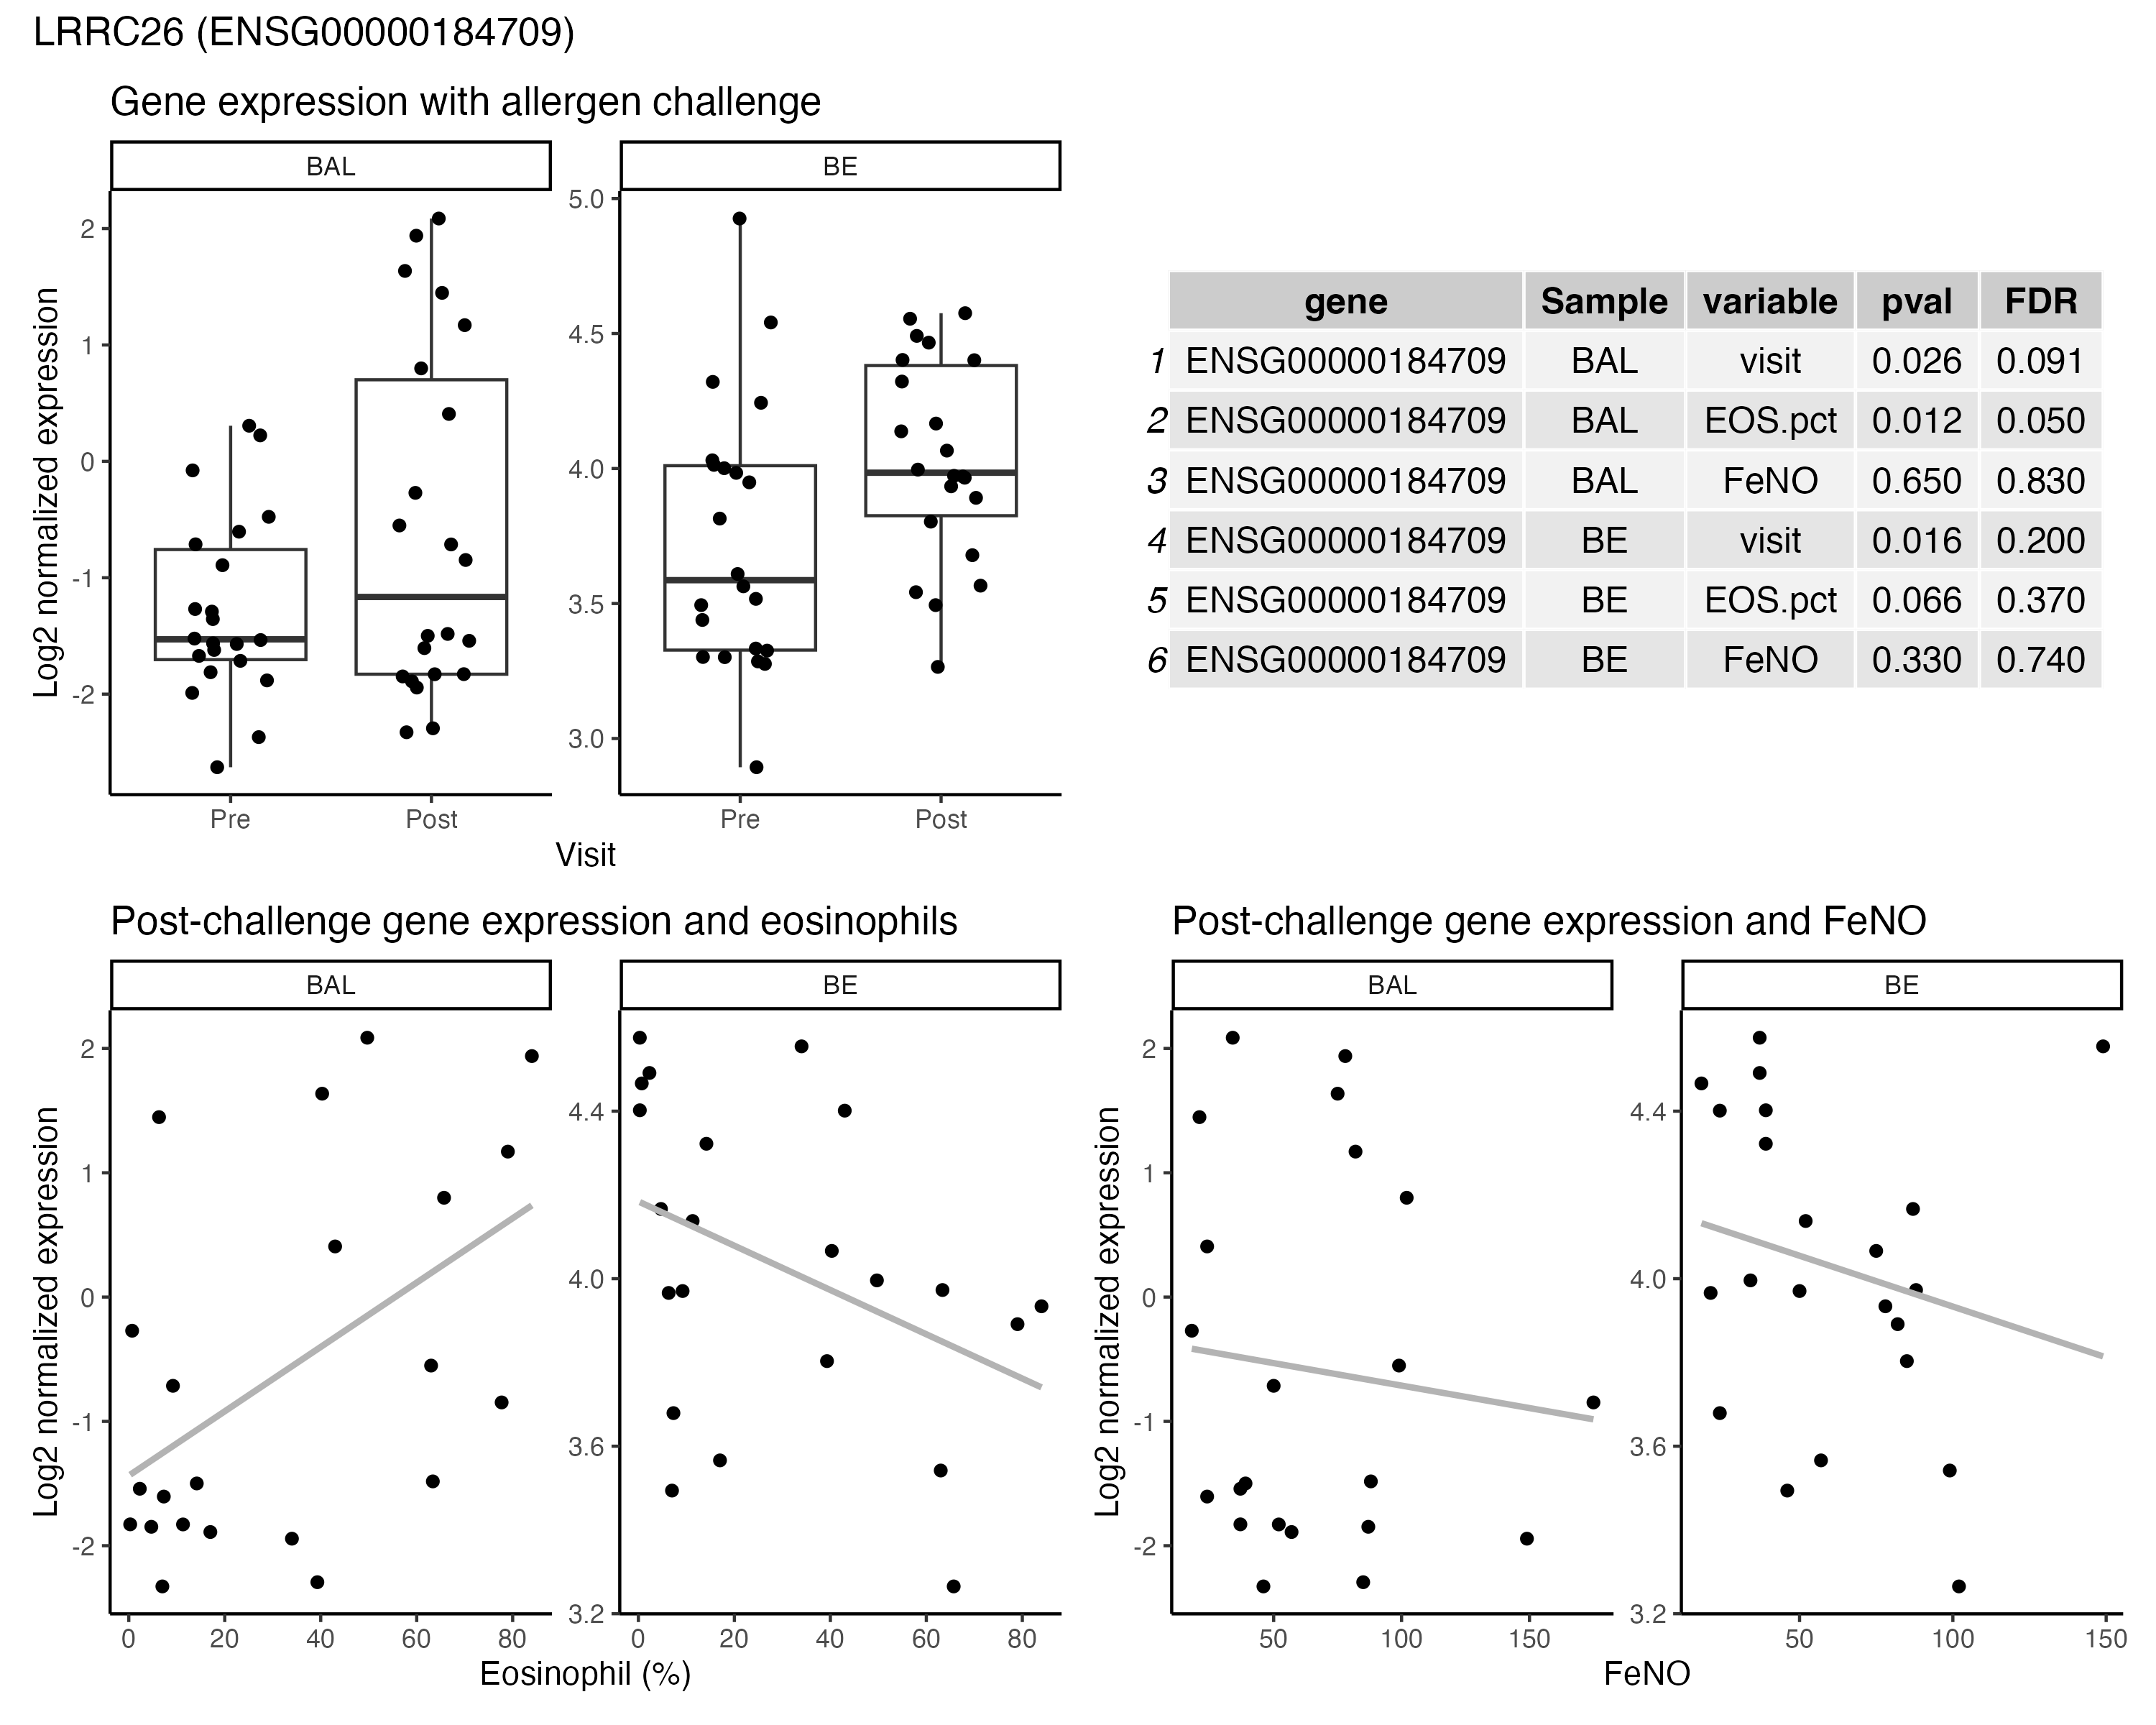 LRRC26 (ENSG00000184709)
Gene expression with allergen challenge
BAL BE
Log2 normalized expression
2
1
0
-1
-2
5.0
4.5
4.0
3.5
3.0
Pre Post Pre Post
Visit
gene Sample variable pval FDR
1 ENSG00000184709 BAL visit 0.026 0.091
2 ENSG00000184709 BAL EOS.pct 0.012 0.050
3 ENSG00000184709 BAL FeNO 0.650 0.830
4 ENSG00000184709 BE visit 0.016 0.200
5 ENSG00000184709 BE EOS.pct 0.066 0.370
6 ENSG00000184709 BE FeNO 0.330 0.740
Post-challenge gene expression and eosinophils
BAL BE
Log2 normalized expression
2
1
0
-1
-2
4.4
4.0
3.6
3.2
0 20 40 60 80 0 20 40 60 80
Eosinophil (%)
Post-challenge gene expression and FeNO
BAL BE
Log2 normalized expression
2
1
0
-1
-2
4.4
4.0
3.6
3.2
50 100 150 50 100 150
FeNO